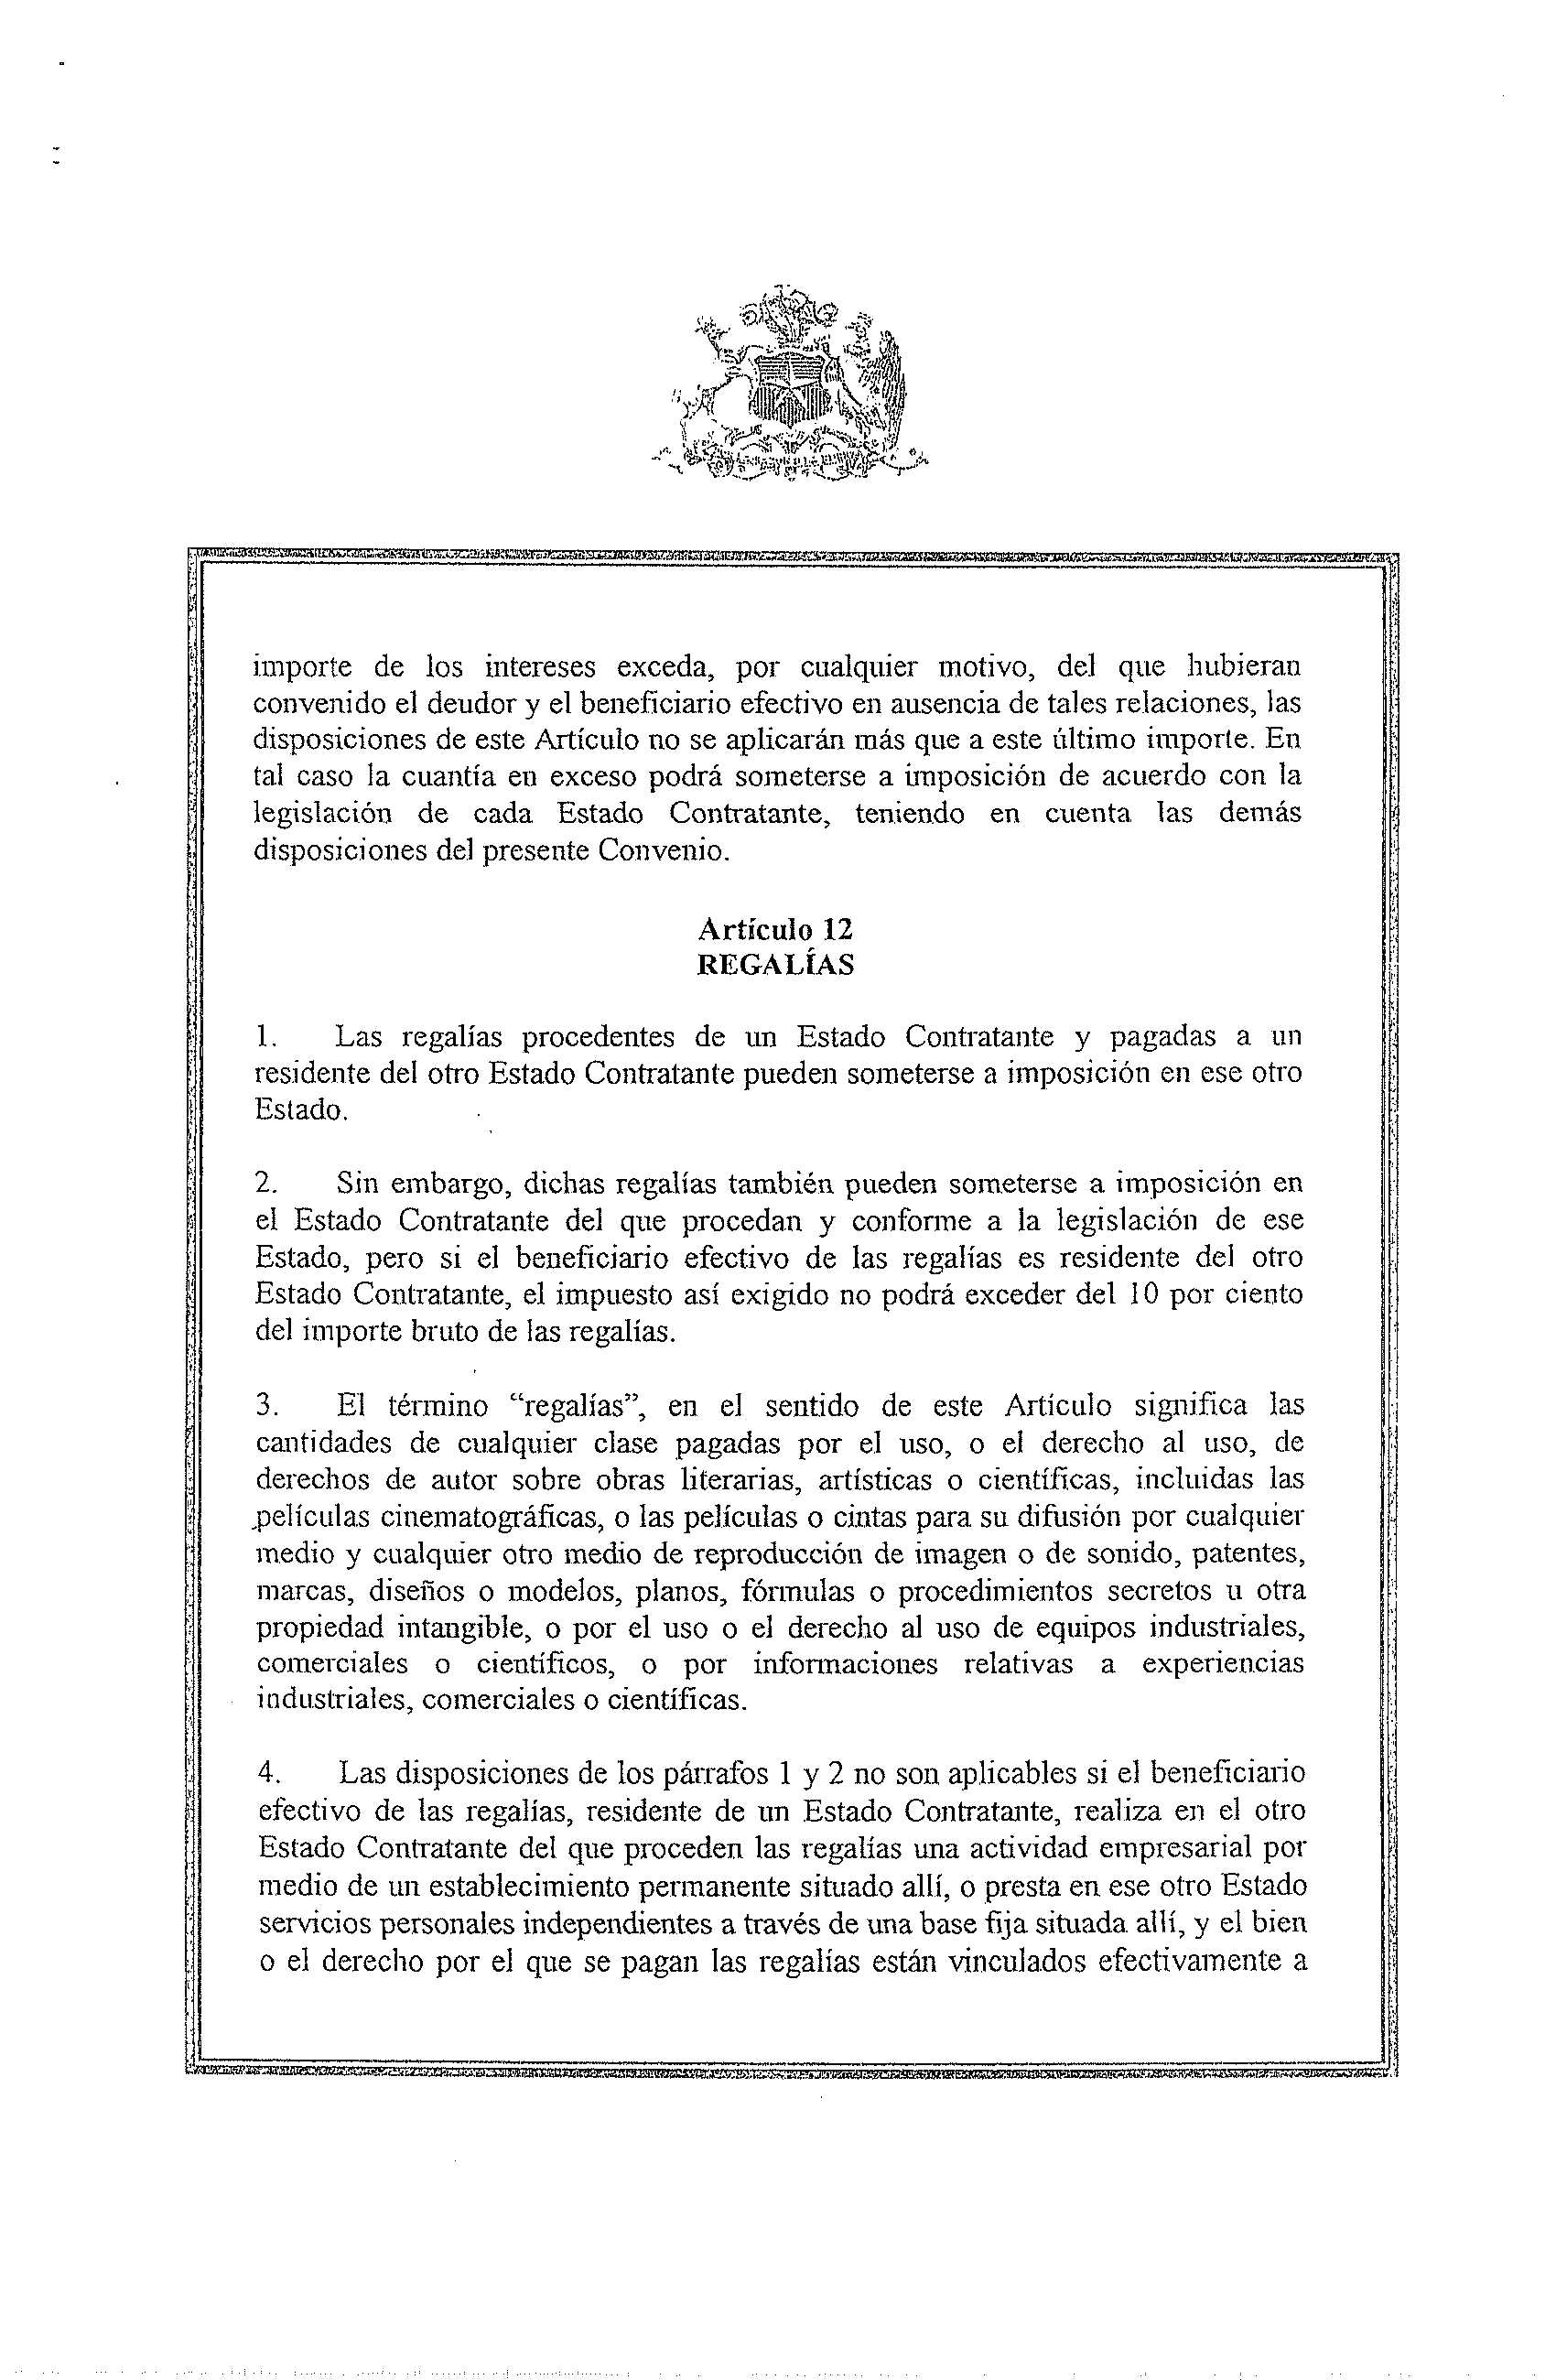 importe de los intereses exceda, por cualquier motivo, del que hubieran
convenido el deudor y el beneficiario efectivo en ausencia de tales relaciones, las
disposiciones de este Artículo no se aplicarán más que a este último importe. En
tal caso la cuantía en exceso podrá someterse a imposición de acuerdo con la
legislación de cada Estado Contratante, teniendo en cuenta las demás
disposiciones del presente Convenio.
Artículo 12
REGALÍAS
1. Las regalías procedentes de un Estado Contratante y pagadas a un
residente del otro Estado Contratante pueden someterse a imposición en ese otro
Estado.
2. Sin embargo, dichas regalías también pueden someterse a imposición en
el Estado Contratante del que procedan y conforme a la legislación de ese
Estado, pero si el beneficiario efectivo de las regalías es residente del otro
Estado Contratante, el impuesto así exigido no podrá exceder del 10 por ciento
del importe bruto de las regalías.
3. El término “regalías”, en el sentido de este Artículo significa las
cantidades de cualquier clase pagadas por el uso, o el derecho al uso, de
derechos de autor sobre obras literarias, artísticas o científicas, incluidas las
películas cinematográficas, o las películas o cintas para su difusión por cualquier
medio y cualquier otro medio de reproducción de imagen o de sonido, patentes,
marcas, diseños o modelos, planos, fórmulas o procedimientos secretos u otra
propiedad intangible, o por el uso o el derecho al uso de equipos industriales,
comerciales o científicos, o por informaciones relativas a experiencias
industriales, comerciales o científicas.
4. Las disposiciones de los párrafos 1 y 2 no son aplicables si el beneficiario
efectivo de las regalías, residente de un Estado Contratante, realiza en el otro
Estado Contratante del que proceden las regalías una actividad empresarial por
medio de un establecimiento permanente situado allí, o presta en ese otro Estado
servicios personales independientes a través de una base fija situada allí, y el bien
o el derecho por el que se pagan las regalías están vinculados efectivamente a